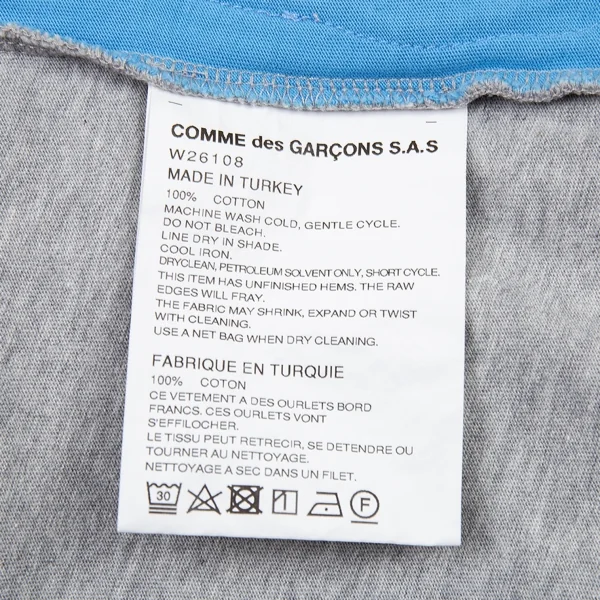 COMME des GARÇONS S.A.S
W26108
MADE IN TURKEY
100% COTTON
MACHINE WASH COLD, GENTLE CYCLE.
DO NOT BLEACH.
LINE DRY IN SHADE.
COOL IRON.
DRYCLEAN, PETROLEUM SOLVENT ONLY, SHORT CYCLE.
THIS ITEM HAS UNFINISHED HEMS. THE RAW
EDGES WILL FRAY.
THE FABRIC MAY SHRINK, EXPAND OR TWIST
WITH CLEANING.
USE A NET BAG WHEN DRY CLEANING.
FABRIQUE EN TURQUIE
100% COTON
CE VETEMENT A DES OURLETS BORD
FRANCS. CES OURLETS VONT
S'EFFILOCHER.
LE TISSU PEUT RETRECIR, SE DETENDRE OU
TOURNER AU NETTOYAGE.
NETTOYAGE A SEC DANS UN FILET.
30 F